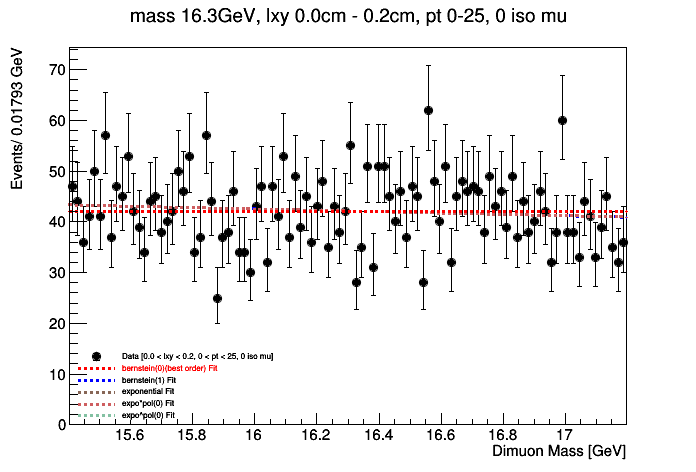 mass 16.3GeV, lxy 0.0cm - 0.2cm, pt 0-25, 0 iso mu
Events/ 0.01793 GeV
70
60
50
40
30
20
10
0
Data [0.0 < lxy < 0.2, 0 < pt < 25, 0 iso mu]
bernstein(0)(best order) Fit
bernstein(1) Fit
exponential Fit
expo*pol(0) Fit
expo*pol(0) Fit
15.6 15.8 16 16.2 16.4 16.6 16.8 17
Dimuon Mass [GeV]